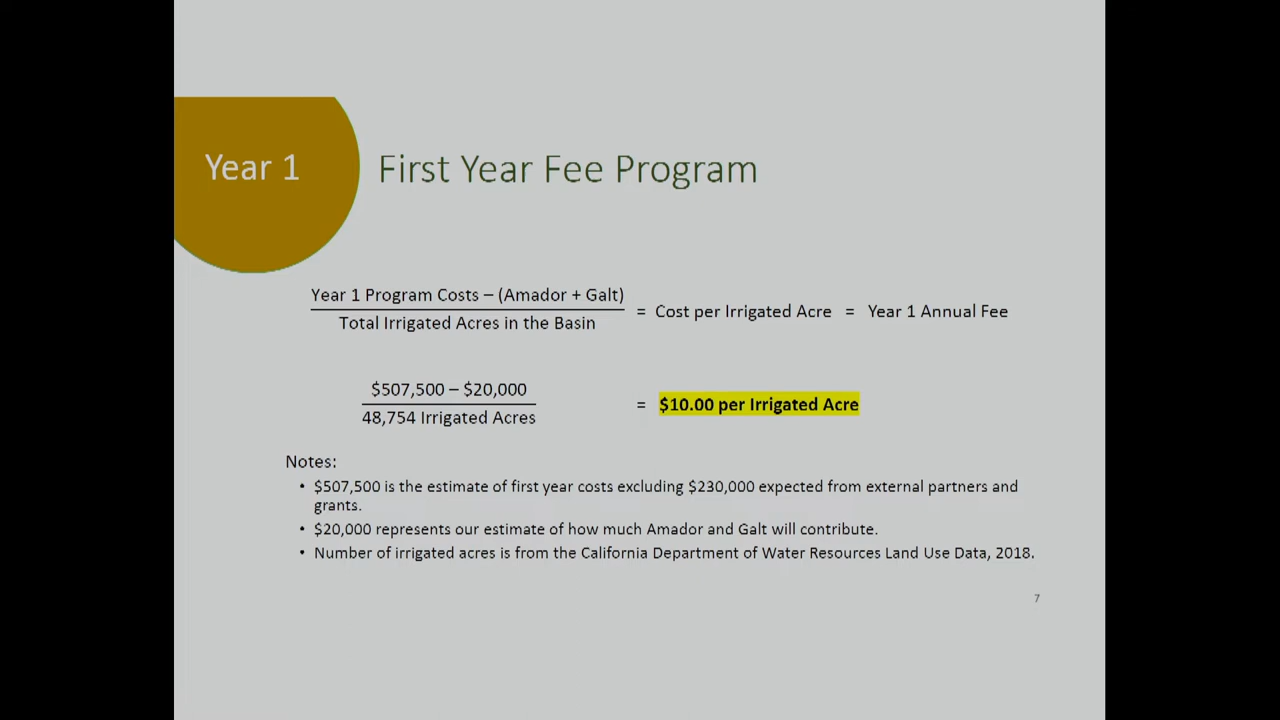 Year 1
First Year Fee Program
Year 1 Program Costs – (Amador + Galt)
Total Irrigated Acres in the Basin
= Cost per Irrigated Acre = Year 1 Annual Fee
$507,500 – $20,000
48,754 Irrigated Acres
= $10.00 per Irrigated Acre
Notes:
• $507,500 is the estimate of first year costs excluding $230,000 expected from external partners and
grants.
• $20,000 represents our estimate of how much Amador and Galt will contribute.
• Number of irrigated acres is from the California Department of Water Resources Land Use Data, 2018.
7